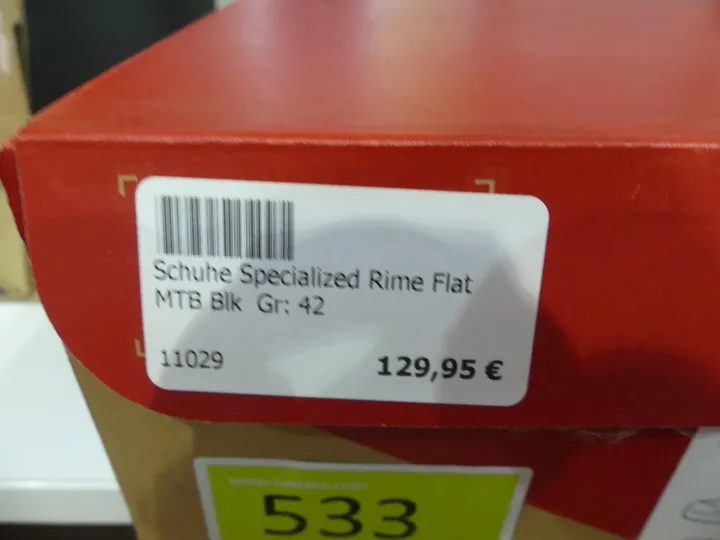 Schuhe Specialized Rime Flat
MTB Blk Gr: 42
11029 129,95 €
533